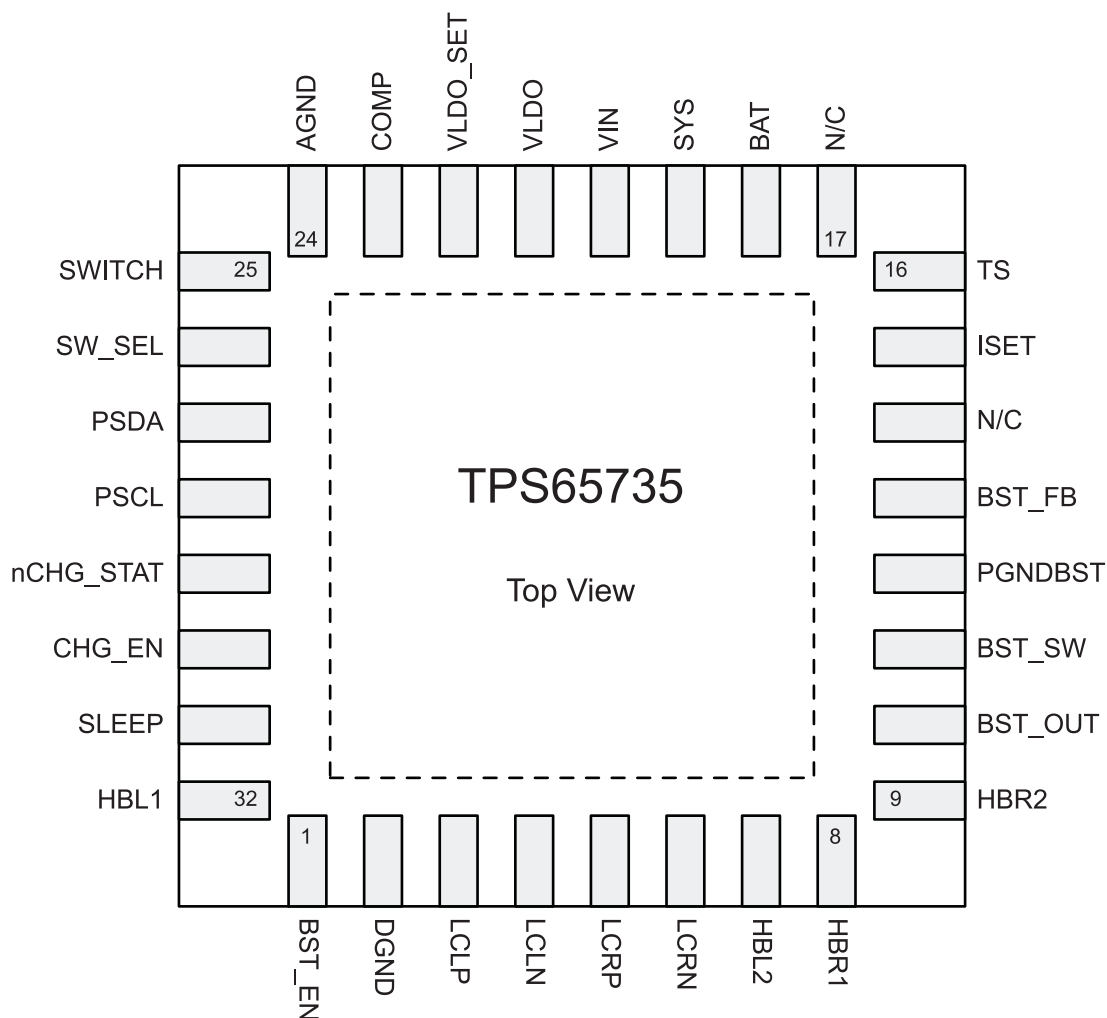 AGND
COMP
VLDO_SET
VLDO
VIN
SYS
BAT
N/C
24
17
SWITCH
25
16
TS
SW_SEL
ISET
PSDA
N/C
PSCL
BST_FB
TPS65735
nCHG_STAT
PGNDBST
Top View
CHG_EN
BST_SW
SLEEP
BST_OUT
HBL1
32
9
HBR2
1
8
BST_EN
DGND
LCLP
LCLN
LCRP
LCRN
HBL2
HBR1